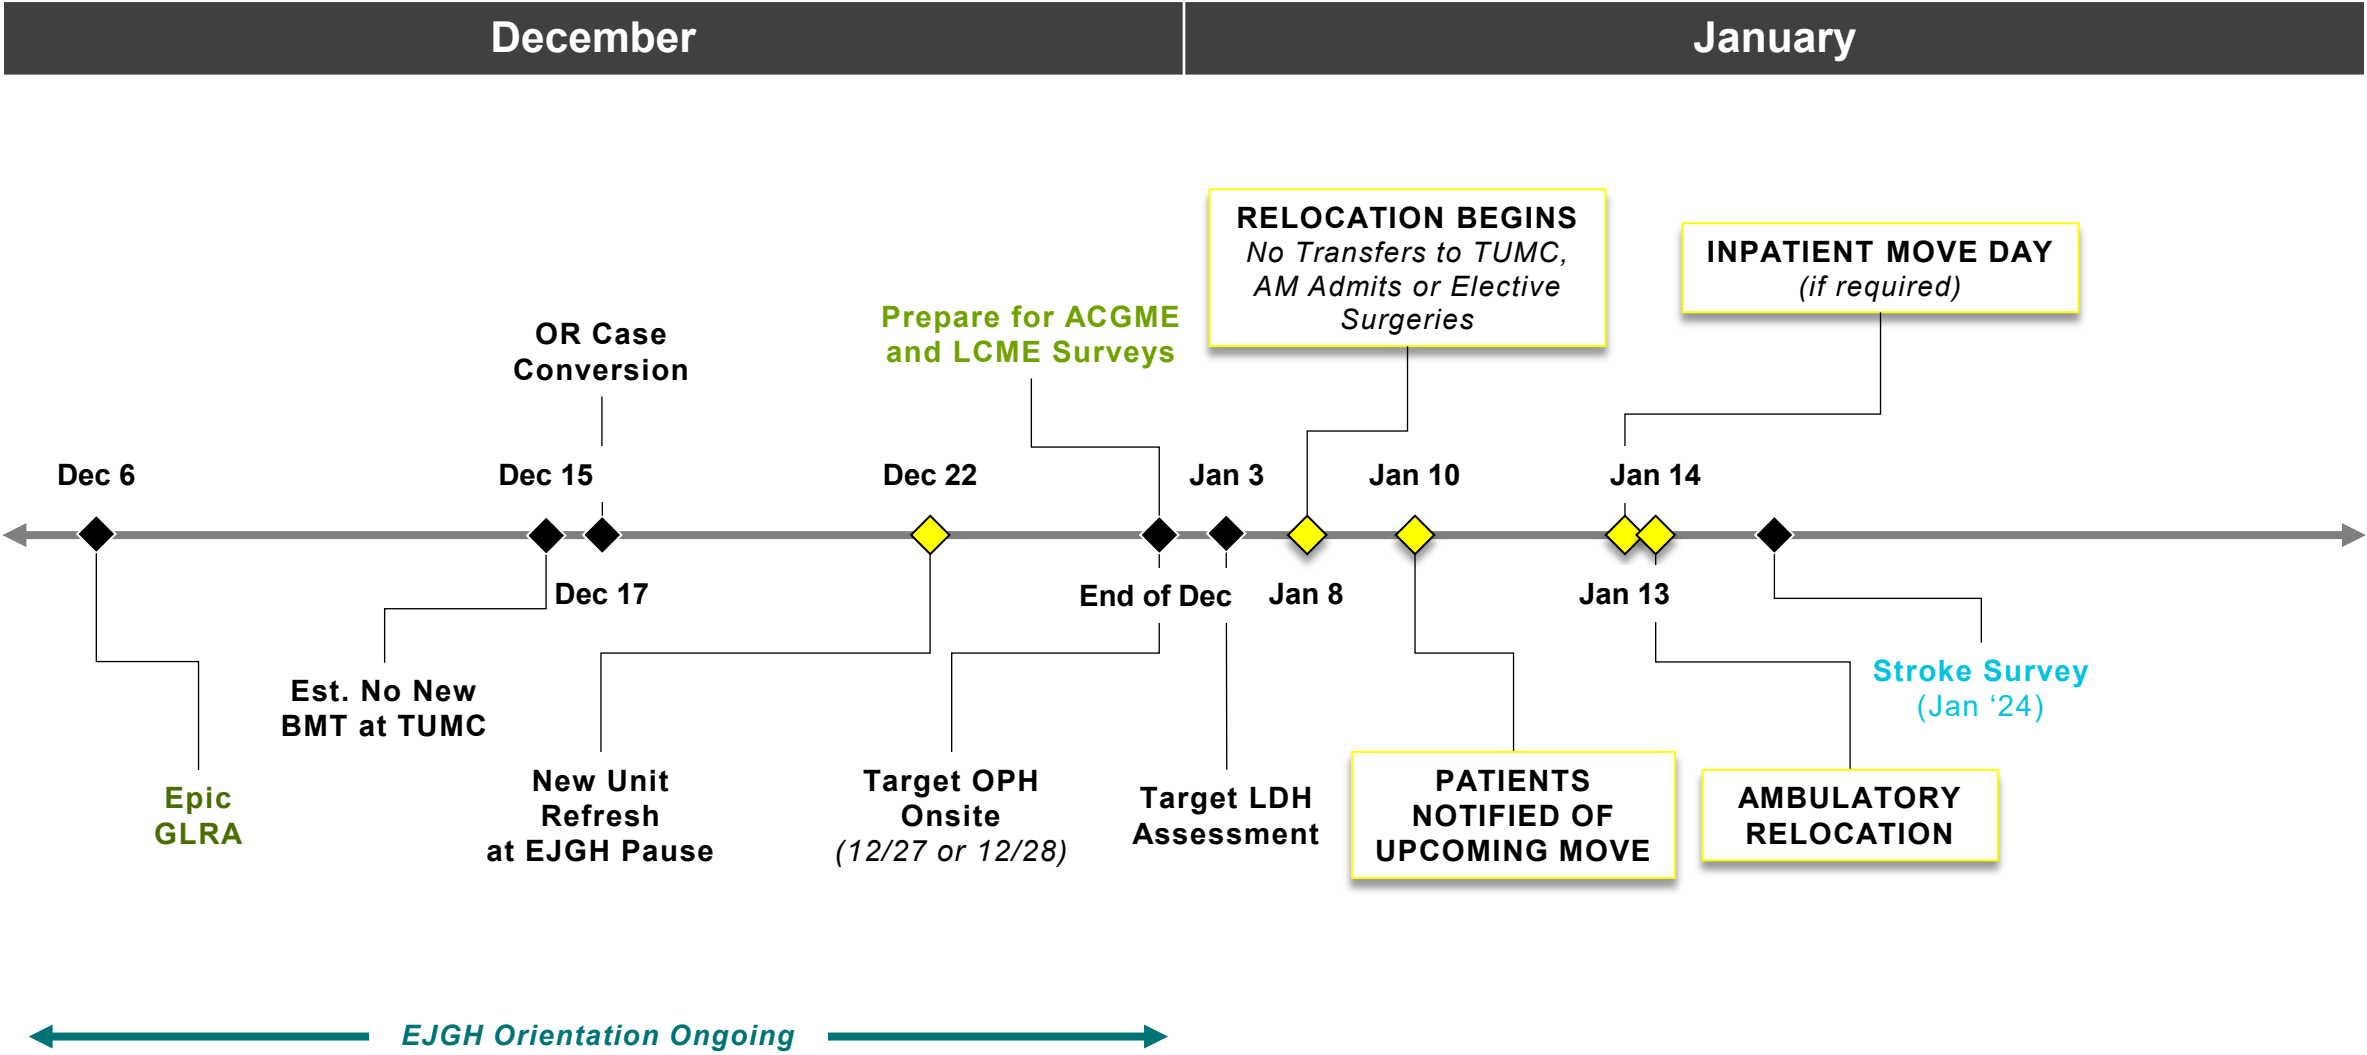 December
January
RELOCATION BEGINS
No Transfers to TUMC,
AM Admits or Elective
Surgeries
INPATIENT MOVE DAY
(if required)
Prepare for ACGME
and LCME Surveys
OR Case
Conversion
Dec 6
Dec 15
Dec 22
Jan 3
Jan 10
Jan 14
Dec 17
End of Dec
Jan 8
Jan 13
Est. No New
BMT at TUMC
Stroke Survey
(Jan ‘24)
Epic
GLRA
New Unit
Refresh
at EJGH Pause
Target OPH
Onsite
(12/27 or 12/28)
Target LDH
Assessment
PATIENTS
NOTIFIED OF
UPCOMING MOVE
AMBULATORY
RELOCATION
EJGH Orientation Ongoing